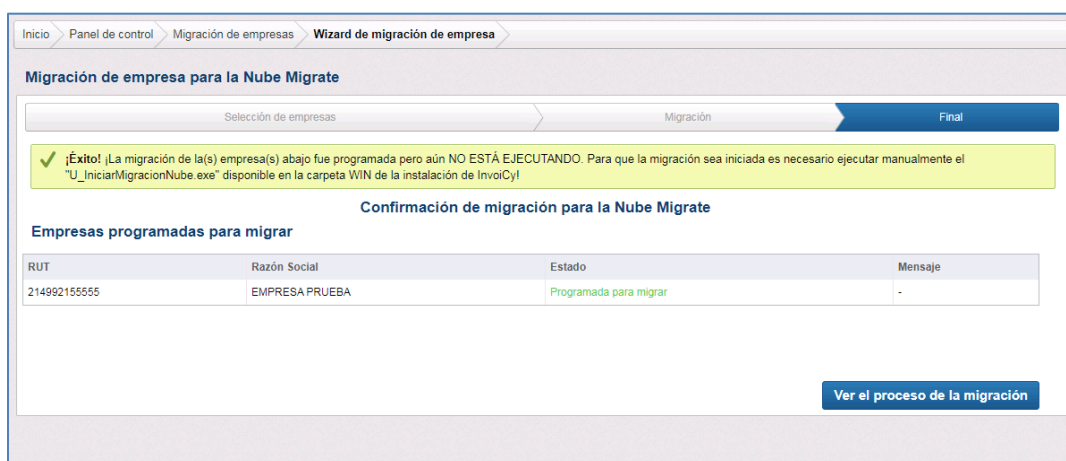 Inicio Panel de control Migración de empresas Wizard de migración de empresa
Migración de empresa para la Nube Migrate
Selección de empresas Migración Final
¡Éxito! ¡La migración de la(s) empresa(s) abajo fue programada pero aún NO ESTÁ EJECUTANDO. Para que la migración sea iniciada es necesario ejecutar manualmente el
"U_IniciarMigracionNube.exe" disponible en la carpeta WIN de la instalación de InvoiCy!
Confirmación de migración para la Nube Migrate
Empresas programadas para migrar
RUT Razón Social Estado Mensaje
214992155555 EMPRESA PRUEBA Programada para migrar -
Ver el proceso de la migración